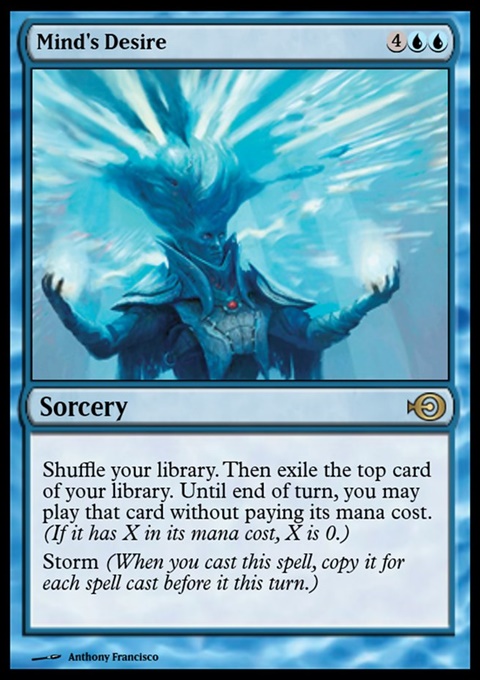 Mind's Desire 4
Sorcery
Shuffle your library. Then exile the top card
of your library. Until end of turn, you may
play that card without paying its mana cost.
(If it has X in its mana cost, X is 0.)
Storm (When you cast this spell, copy it for
each spell cast before it this turn.)
Anthony Francisco